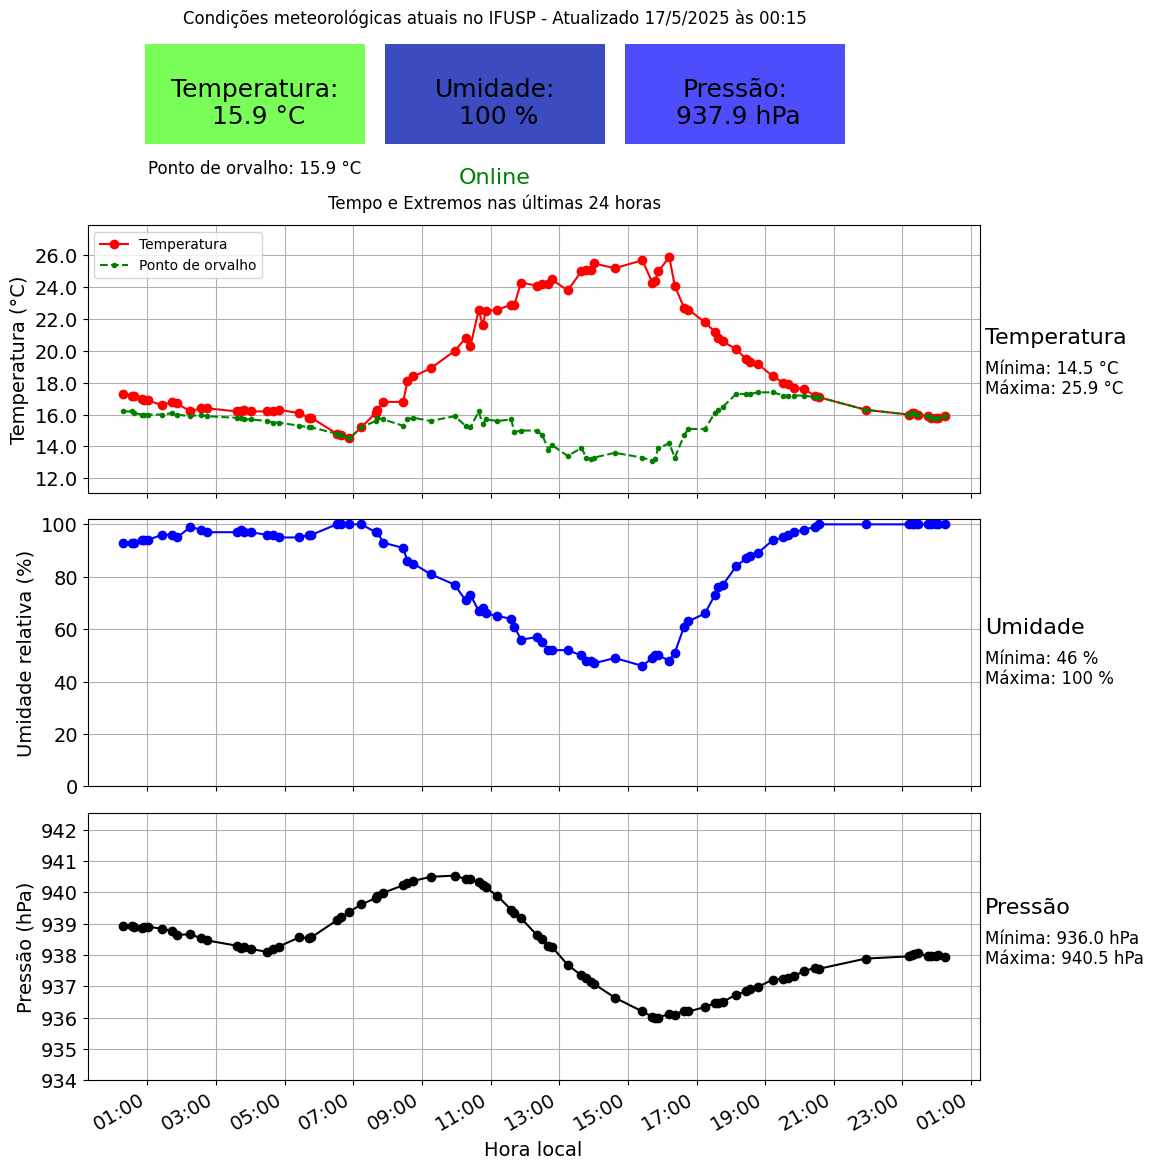 Condições meteorológicas atuais no IFUSP - Atualizado 17/5/2025 às 00:15
Temperatura:
15.9 °C
Umidade:
100 %
Pressão:
937.9 hPa
Ponto de orvalho: 15.9 °C
Online
Tempo e Extremos nas últimas 24 horas
Temperatura
Ponto de orvalho
Temperatura (°C)
26.0
24.0
22.0
20.0
18.0
16.0
14.0
12.0
Temperatura
Mínima: 14.5 °C
Máxima: 25.9 °C
Umidade relativa (%)
100
80
60
40
20
0
Umidade
Mínima: 46 %
Máxima: 100 %
Pressão (hPa)
942
941
940
939
938
937
936
935
934
Pressão
Mínima: 936.0 hPa
Máxima: 940.5 hPa
01:00 03:00 05:00 07:00 09:00 11:00 13:00 15:00 17:00 19:00 21:00 23:00 01:00
Hora local